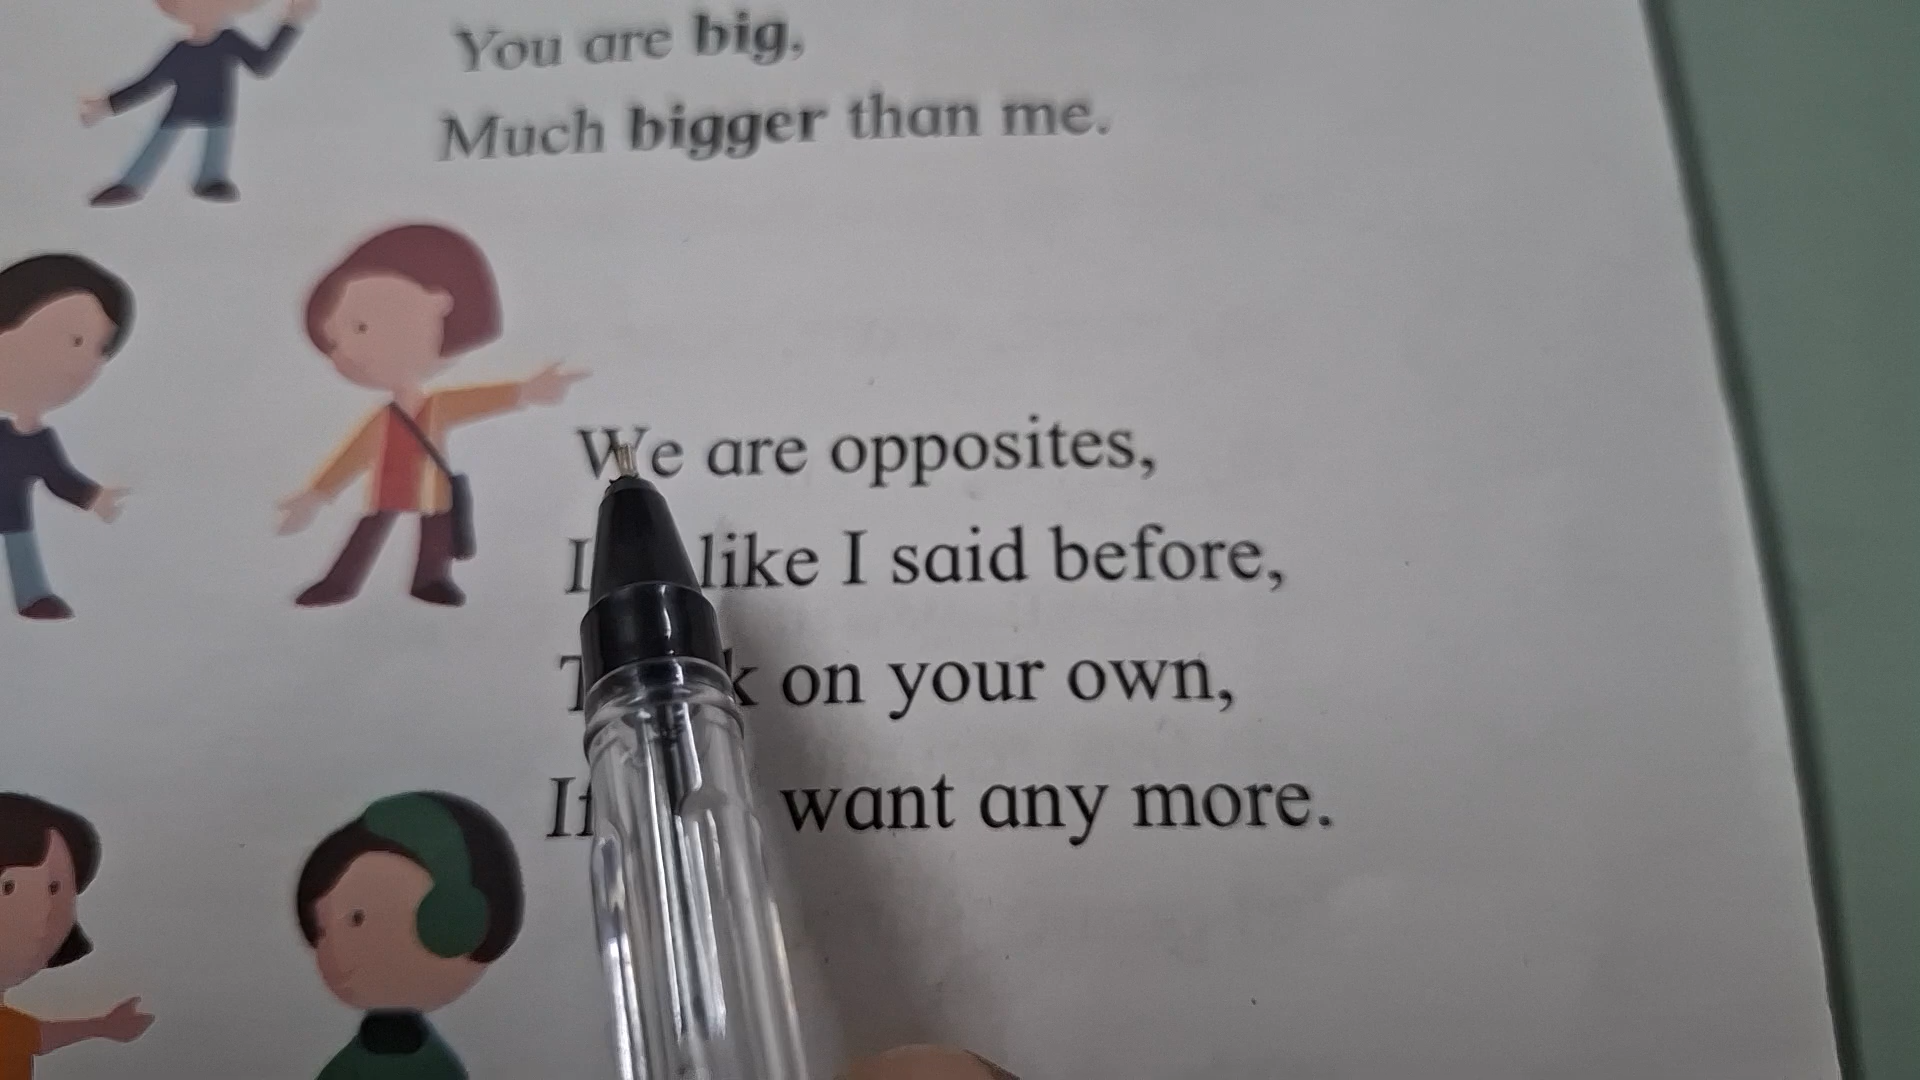 You are big,
Much bigger than me.
We are opposites,
like I said before,
on your own,
want any more.